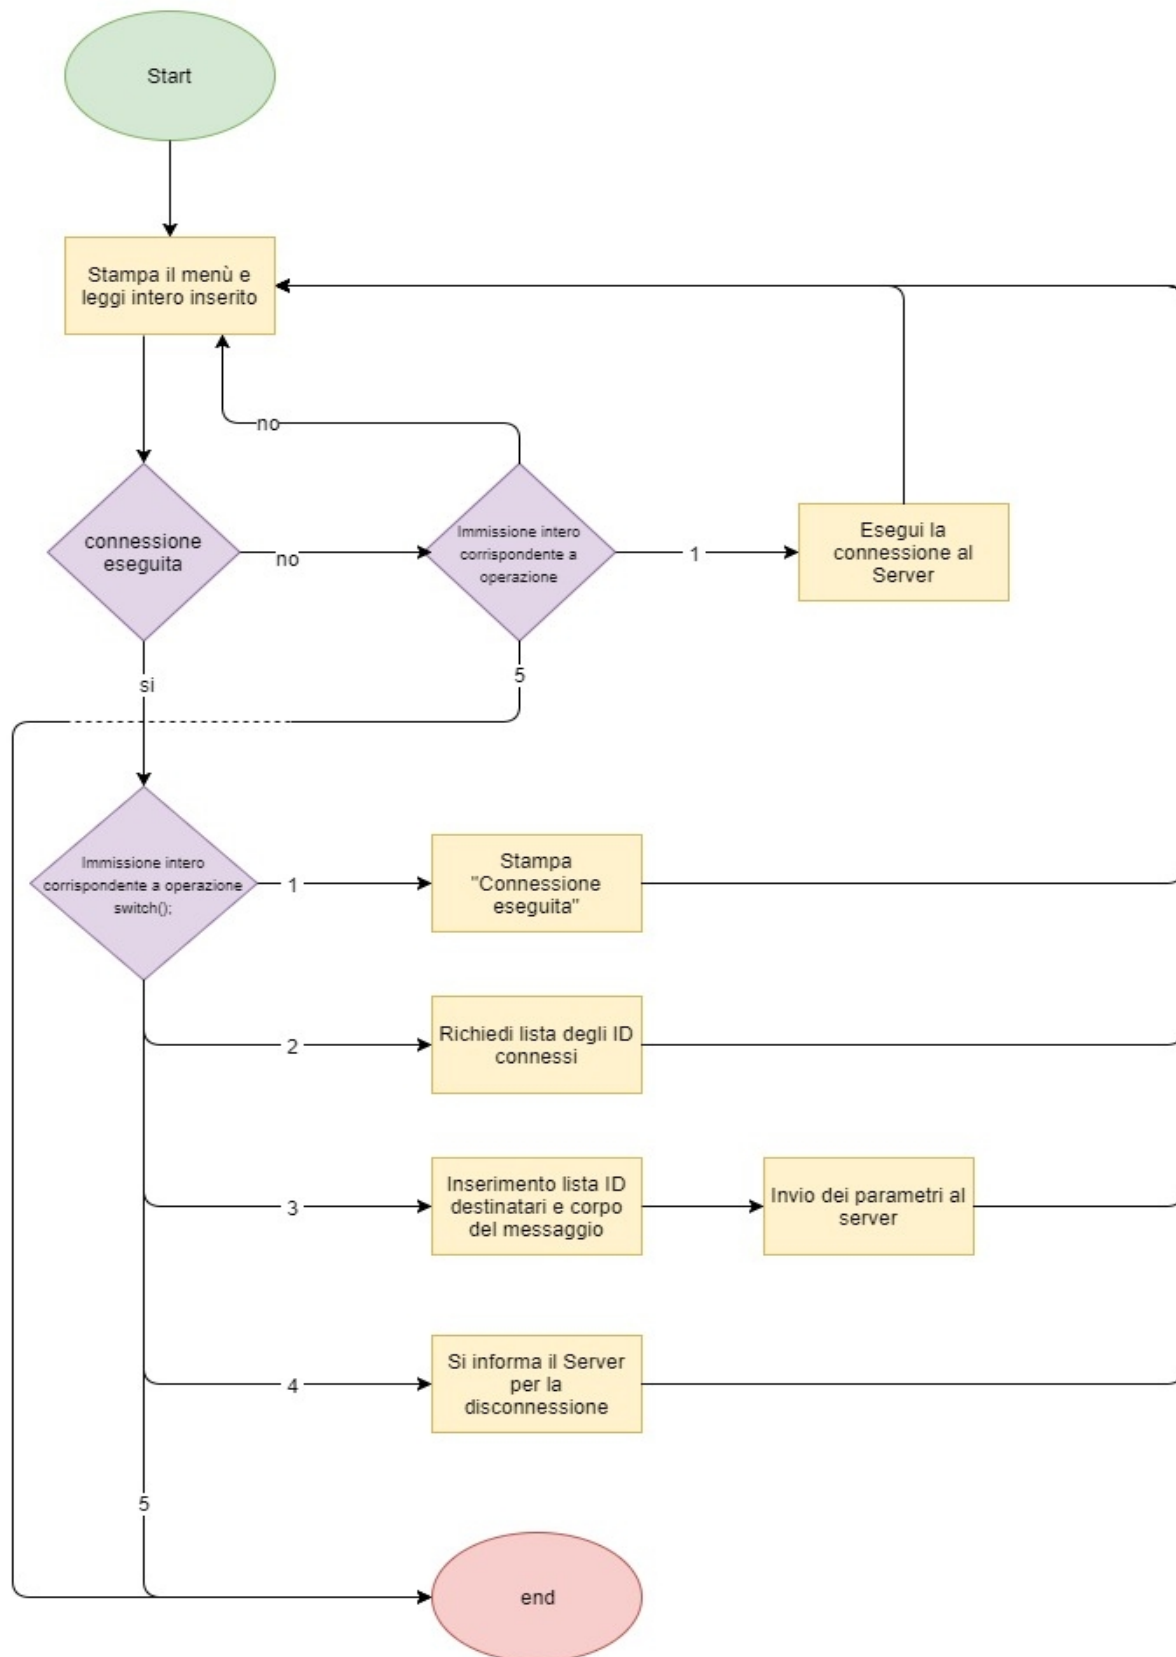 Start
Stampa il menù e
leggi intero inserito
no
connessione
eseguita
no
Immissione intero
corrispondente a
operazione
1
Esegui la
connessione al
Server
si
5
Immissione intero
corrispondente a operazione
switch();
1
Stampa
"Connessione
eseguita"
2
Richiedi lista degli ID
connessi
3
Inserimento lista ID
destinatari e corpo
del messaggio
Invio dei parametri al
server
4
Si informa il Server
per la
disconnessione
5
end